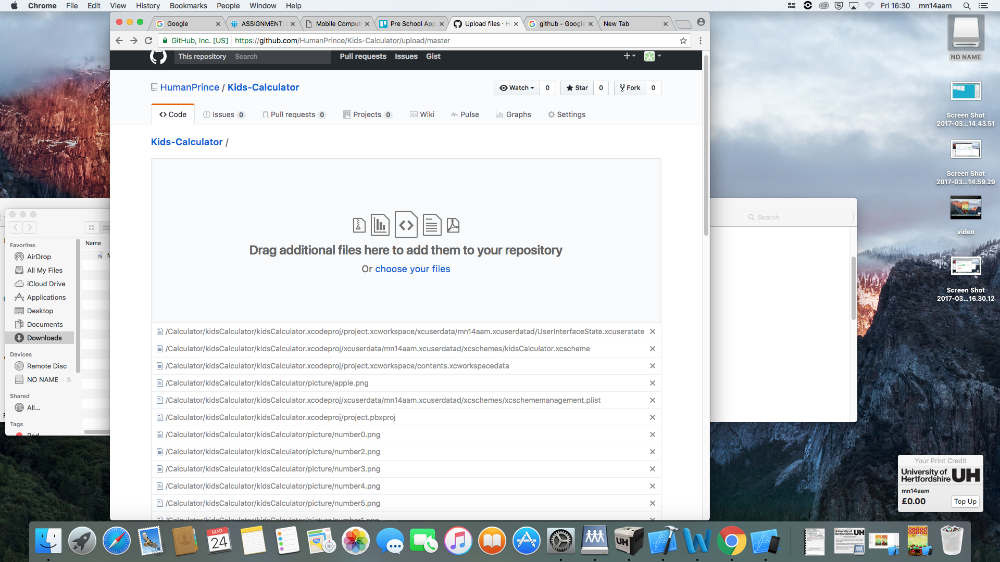 Chrome File Edit View History Bookmarks People Window Help Fri 16:30 mn14aam
Google ASSIGNMENT: Mobile Computi Pre School App Upload files · H github - Google New Tab
GitHub, Inc. [US] https://github.com/HumanPrince/Kids-Calculator/upload/master
This repository Search Pull requests Issues Gist
HumanPrince / Kids-Calculator
Watch 0 Star 0 Fork 0
Code Issues 0 Pull requests 0 Projects 0 Wiki Pulse Graphs Settings
Kids-Calculator /
Drag additional files here to add them to your repository
Or choose your files
/Calculator/kidsCalculator/kidsCalculator.xcodeproj/project.xcworkspace/xcuserdata/mn14aam.xcuserdatad/UserInterfaceState.xcuserstate
/Calculator/kidsCalculator/kidsCalculator.xcodeproj/xcuserdata/mn14aam.xcuserdatad/xcschemes/kidsCalculator.xcscheme
/Calculator/kidsCalculator/kidsCalculator.xcodeproj/project.xcworkspace/contents.xcworkspacedata
/Calculator/kidsCalculator/kidsCalculator/picture/apple.png
/Calculator/kidsCalculator/kidsCalculator.xcodeproj/xcuserdata/mn14aam.xcuserdatad/xcschemes/xcschememanagement.plist
/Calculator/kidsCalculator/kidsCalculator.xcodeproj/project.pbxproj
/Calculator/kidsCalculator/kidsCalculator/picture/number0.png
/Calculator/kidsCalculator/kidsCalculator/picture/number2.png
/Calculator/kidsCalculator/kidsCalculator/picture/number3.png
/Calculator/kidsCalculator/kidsCalculator/picture/number4.png
/Calculator/kidsCalculator/kidsCalculator/picture/number5.png
/Calculator/kidsCalculator/kidsCalculator/picture/number1.png
Name
Favorites
AirDrop
All My Files
iCloud Drive
Applications
Desktop
Documents
Downloads
Devices
Remote Disc
NO NAME
Shared
All...
Tags
Red
Search
NO NAME
Screen Shot
2017-03...14.43.51
Screen Shot
2017-03...14.59.29
video
Screen Shot
2017-03...16.30.12
Your Print Credit
University of
Hertfordshire UH
mn14aam
£0.00 Top Up
MAR
24
3D
UH